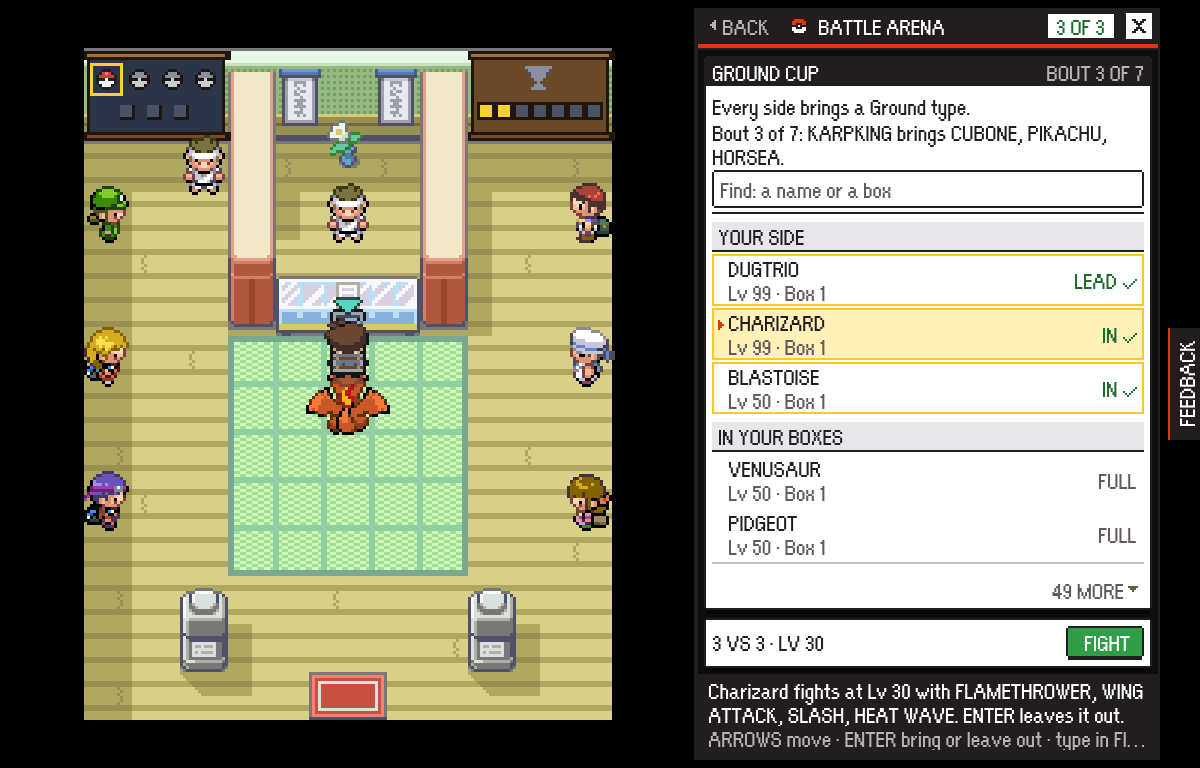 BACK
BATTLE ARENA
3 OF 3
X
GROUND CUP
BOUT 3 OF 7
Every side brings a Ground type.
Bout 3 of 7: KARPKING brings CUBONE, PIKACHU,
HORSEA.
Find: a name or a box
YOUR SIDE
DUGTRIO
Lv 99 · Box 1
LEAD ✓
CHARIZARD
Lv 99 · Box 1
IN ✓
BLASTOISE
Lv 50 · Box 1
IN ✓
IN YOUR BOXES
VENUSAUR
Lv 50 · Box 1
FULL
PIDGEOT
Lv 50 · Box 1
FULL
49 MORE
3 VS 3 · LV 30
FIGHT
Charizard fights at Lv 30 with FLAMETHROWER, WING
ATTACK, SLASH, HEAT WAVE. ENTER leaves it out.
ARROWS move · ENTER bring or leave out · type in FI...
FEEDBACK